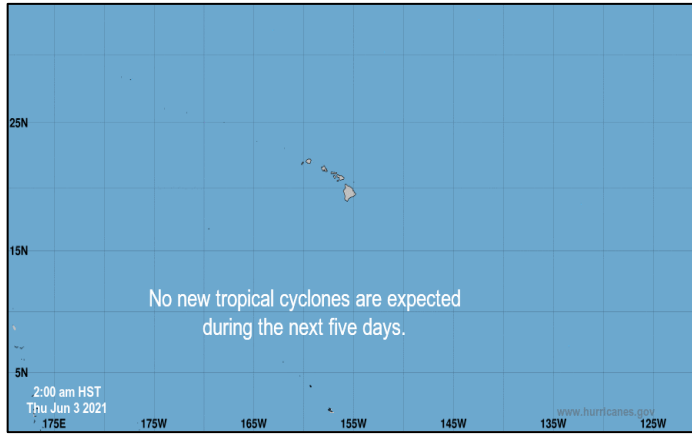 25N
15N
No new tropical cyclones are expected
during the next five days.
5N
2:00 am HST
Thu Jun 3 2021
www.hurricanes.gov
175E 175W 165W 155W 145W 135W 125W